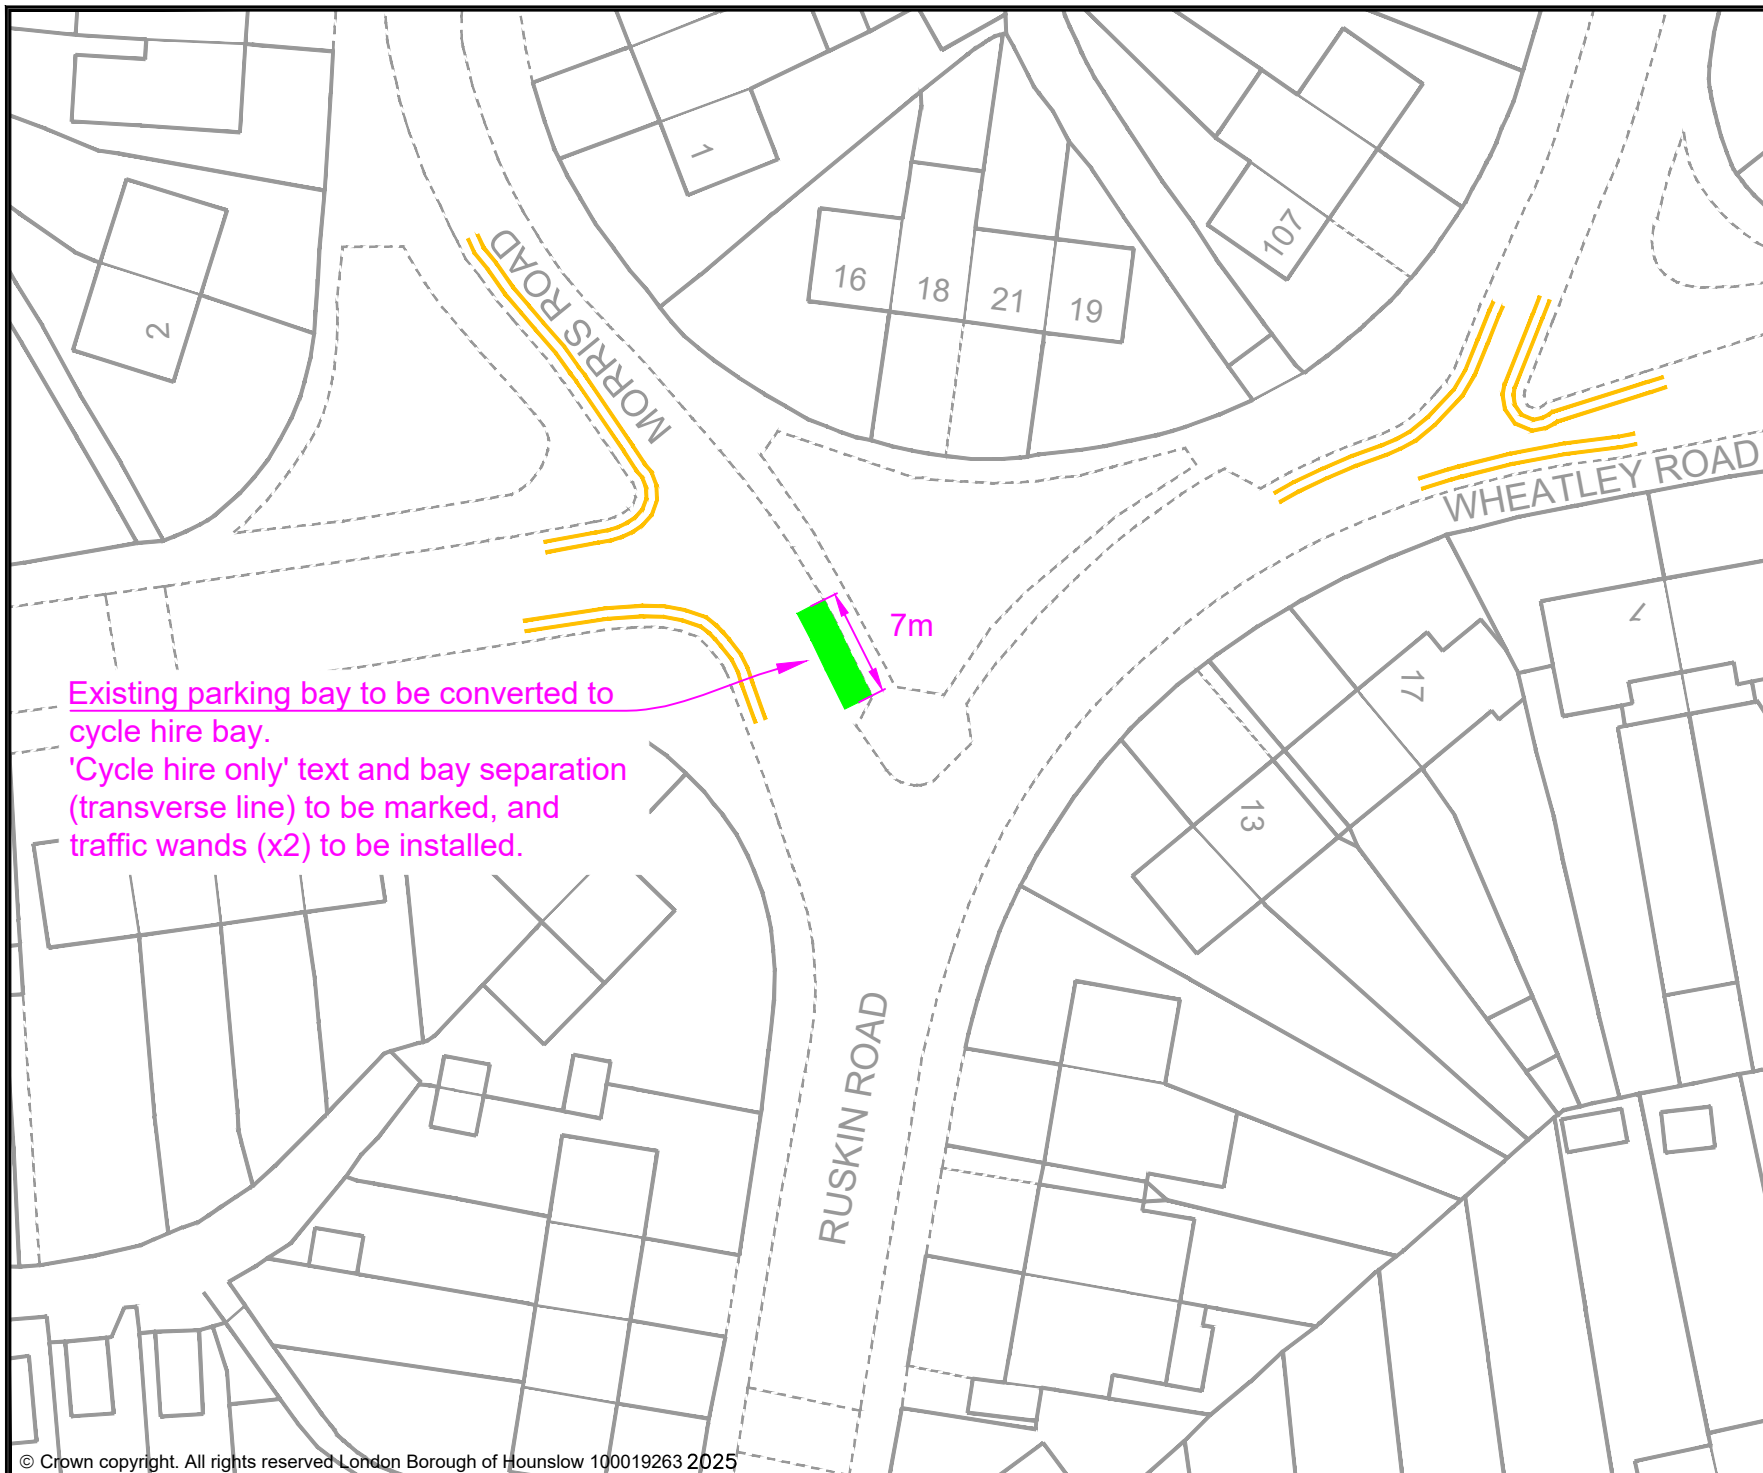 1
2
MORRIS ROAD
16
18
21
19
107
WHEATLEY ROAD
7m
7
17
13
Existing parking bay to be converted to
cycle hire bay.
'Cycle hire only' text and bay separation
(transverse line) to be marked, and
traffic wands (x2) to be installed.
RUSKIN ROAD
© Crown copyright. All rights reserved London Borough of Hounslow 100019263 2025